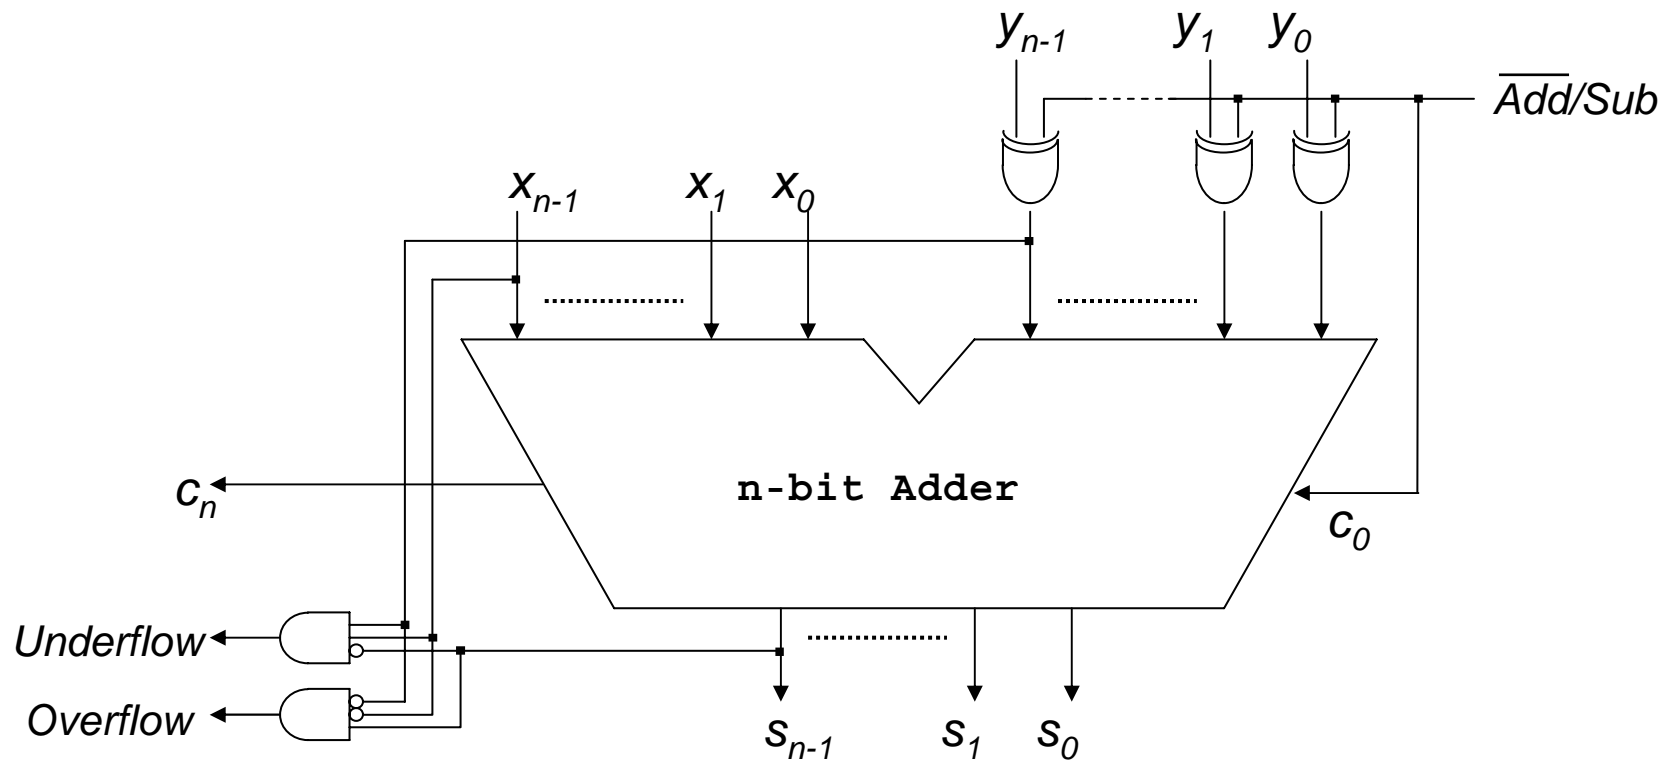 y_{n-1} y_1 y_0
\overline{Add}/Sub
x_{n-1} x_1 x_0
n-bit Adder
c_n
c_0
Underflow
Overflow
s_{n-1} s_1 s_0